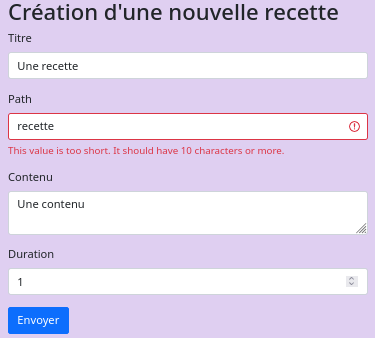 Création d'une nouvelle recette
Titre
Une recette
Path
recette
This value is too short. It should have 10 characters or more.
Contenu
Une contenu
Duration
1
Envoyer